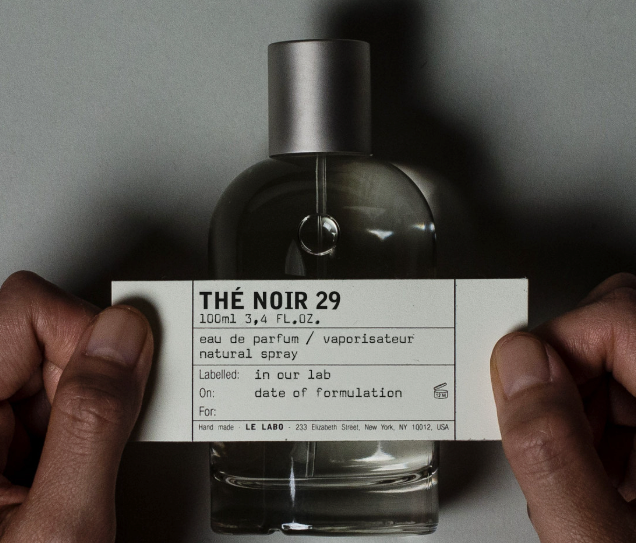 THÉ NOIR 29
100ml 3,4 FL.OZ.
eau de parfum / vaporisateur
natural spray
Labelled: in our lab
On: date of formulation
For:
Hand made - LE LABO - 233 Elizabeth Street, New York, NY 10012, USA